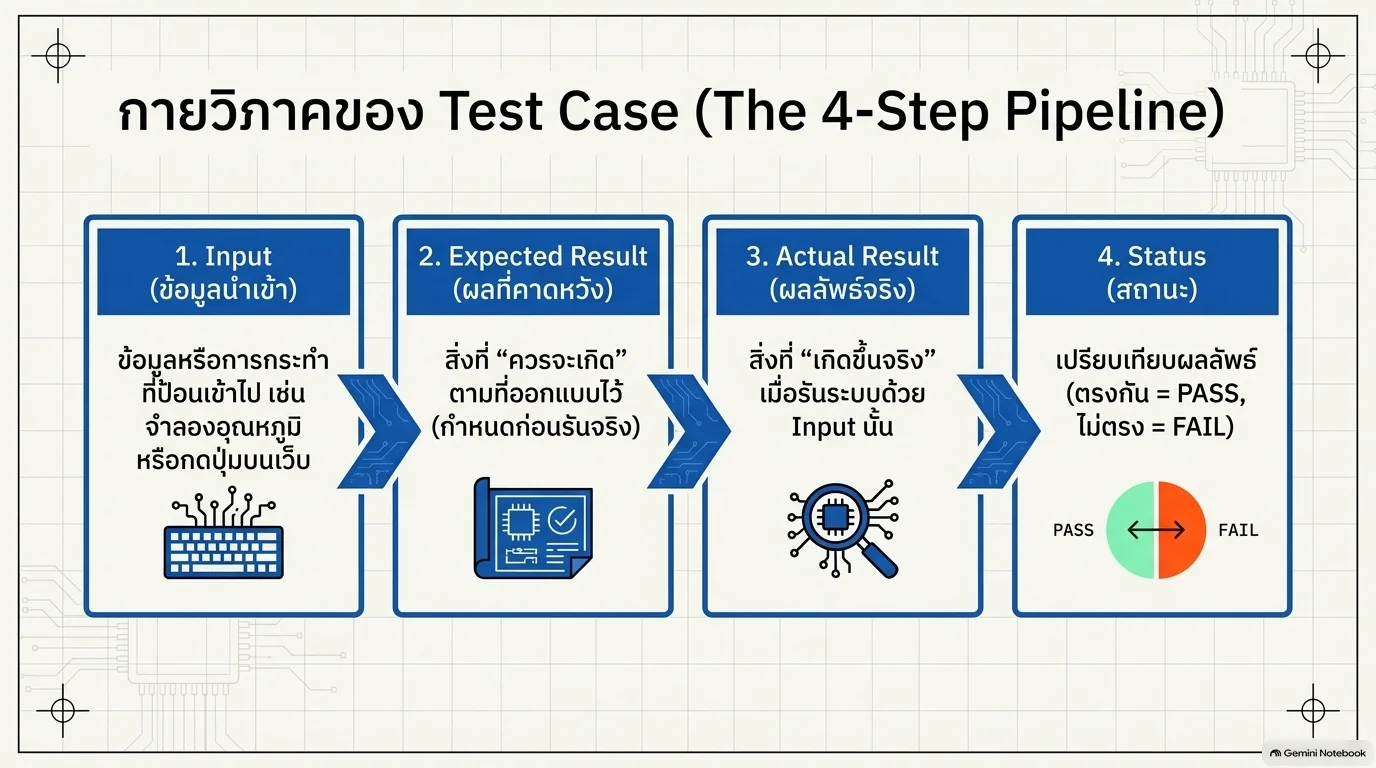 กายวิภาคของ Test Case (The 4-Step Pipeline)
1. Input
(ข้อมูลนำเข้า)
ข้อมูลหรือการกระทำ
ที่ป้อนเข้าไป เช่น
จำลองอุณหภูมิ
หรือกดปุ่มบนเว็บ
2. Expected Result
(ผลที่คาดหวัง)
สิ่งที่ “ควรจะเกิด”
ตามที่ออกแบบไว้
(กำหนดก่อนรันจริง)
3. Actual Result
(ผลลัพธ์จริง)
สิ่งที่ “เกิดขึ้นจริง”
เมื่อรันระบบด้วย
Input นั้น
4. Status
(สถานะ)
เปรียบเทียบผลลัพธ์
(ตรงกัน = PASS,
ไม่ตรง = FAIL)
PASS
FAIL
Gemini Notebook